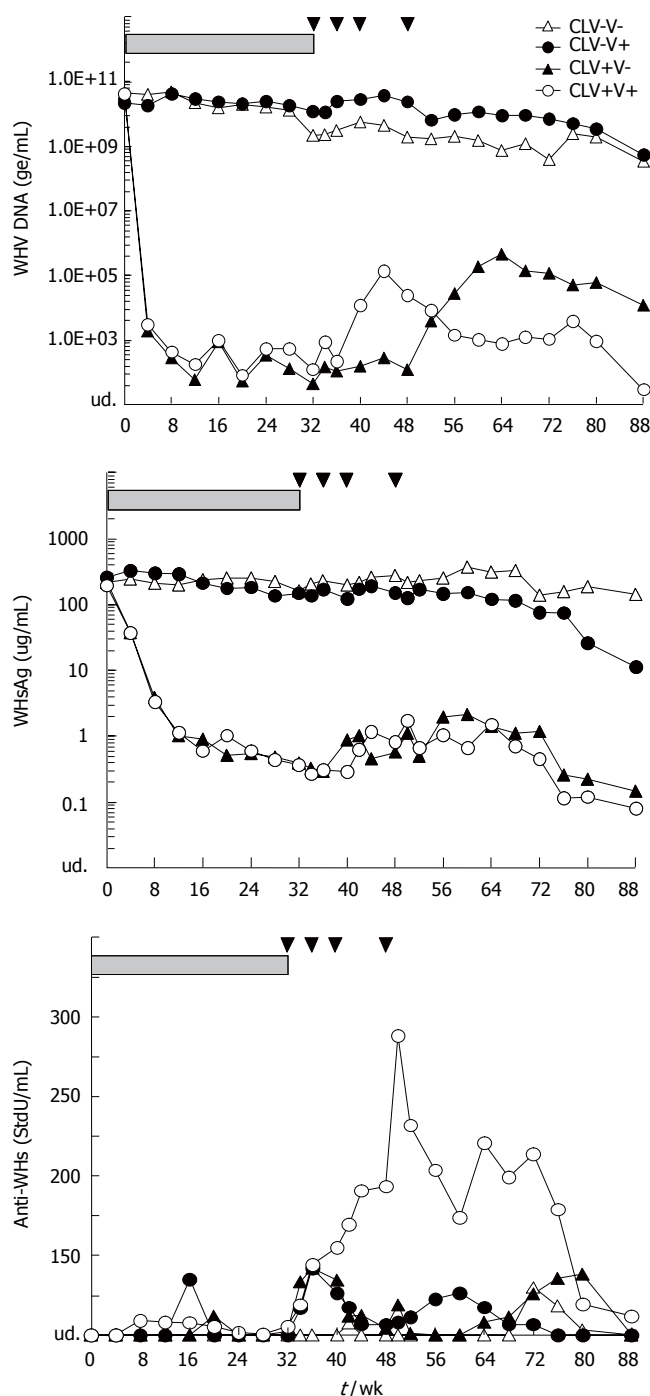 CLV-V-
CLV-V+
CLV+V-
CLV+V+
WHV DNA (ge/mL)
1.0E+11
1.0E+09
1.0E+07
1.0E+05
1.0E+03
ud.
0 8 16 24 32 40 48 56 64 72 80 88
WHsAg (ug/mL)
1000
100
10
1
0.1
ud.
0 8 16 24 32 40 48 56 64 72 80 88
Anti-WHs (StdU/mL)
300
250
200
150
ud.
0 8 16 24 32 40 48 56 64 72 80 88
t/wk